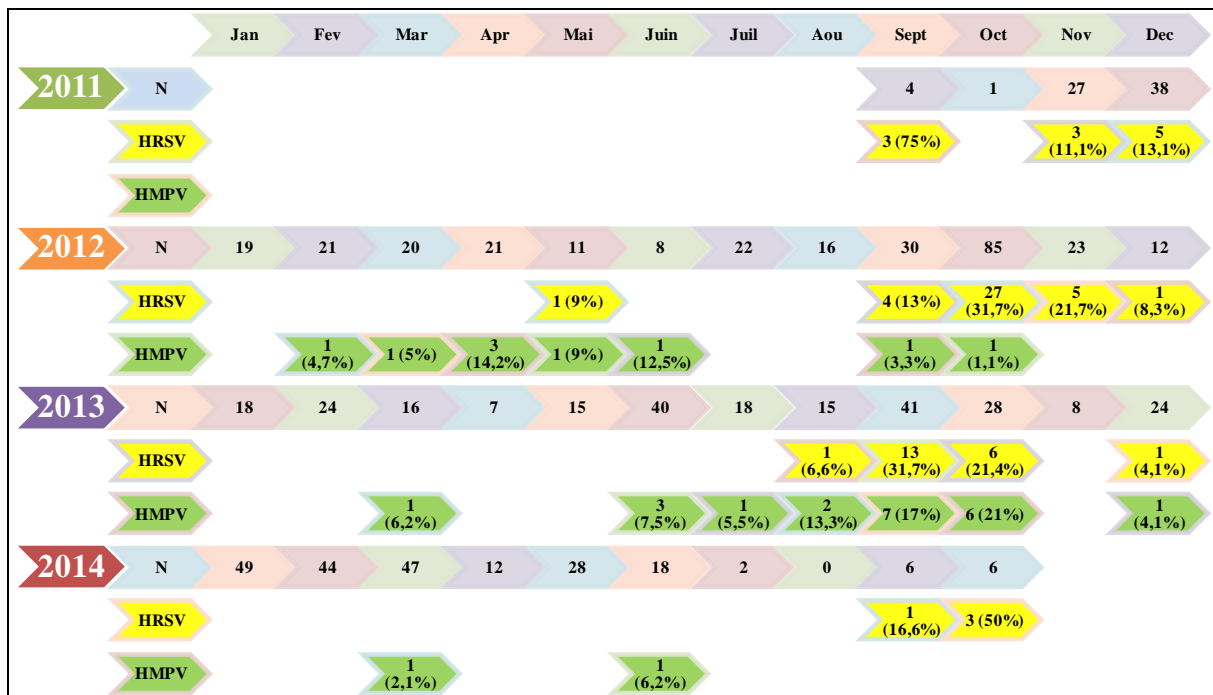 Jan Fev Mar Apr Mai Juin Juil Aou Sept Oct Nov Dec
2011 N 4 1 27 38
HRSV 3 (75%) 3 (11,1%) 5 (13,1%)
HMPV
2012 N 19 21 20 21 11 8 22 16 30 85 23 12
HRSV 1 (9%) 4 (13%) 27 (31,7%) 5 (21,7%) 1 (8,3%)
HMPV 1 (4,7%) 1 (5%) 3 (14,2%) 1 (9%) 1 (12,5%) 1 (3,3%) 1 (1,1%)
2013 N 18 24 16 7 15 40 18 15 41 28 8 24
HRSV 1 (6,6%) 13 (31,7%) 6 (21,4%) 1 (4,1%)
HMPV 1 (6,2%) 3 (7,5%) 1 (5,5%) 2 (13,3%) 7 (17%) 6 (21%) 1 (4,1%)
2014 N 49 44 47 12 28 18 2 0 6 6
HRSV 1 (16,6%) 3 (50%)
HMPV 1 (2,1%) 1 (6,2%)